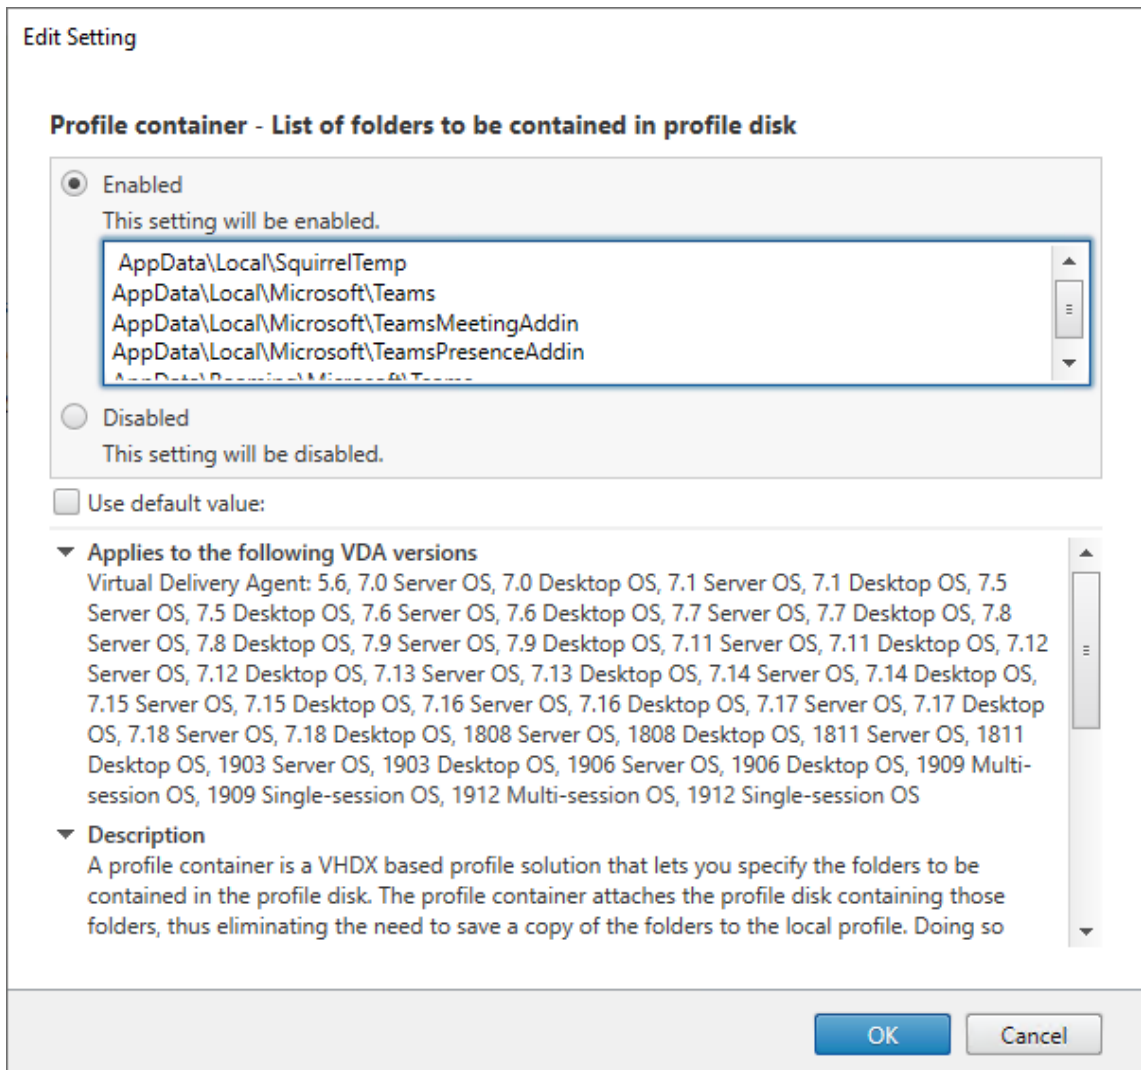 Edit Setting
Profile container - List of folders to be contained in profile disk
Enabled
This setting will be enabled.
AppData\Local\SquirrelTemp
AppData\Local\Microsoft\Teams
AppData\Local\Microsoft\TeamsMeetingAddin
AppData\Local\Microsoft\TeamsPresenceAddin
AppData\Roaming\Microsoft\Teams
Disabled
This setting will be disabled.
Use default value:
Applies to the following VDA versions
Virtual Delivery Agent: 5.6, 7.0 Server OS, 7.0 Desktop OS, 7.1 Server OS, 7.1 Desktop OS, 7.5
Server OS, 7.5 Desktop OS, 7.6 Server OS, 7.6 Desktop OS, 7.7 Server OS, 7.7 Desktop OS, 7.8
Server OS, 7.8 Desktop OS, 7.9 Server OS, 7.9 Desktop OS, 7.11 Server OS, 7.11 Desktop OS, 7.12
Server OS, 7.12 Desktop OS, 7.13 Server OS, 7.13 Desktop OS, 7.14 Server OS, 7.14 Desktop OS,
7.15 Server OS, 7.15 Desktop OS, 7.16 Server OS, 7.16 Desktop OS, 7.17 Server OS, 7.17 Desktop
OS, 7.18 Server OS, 7.18 Desktop OS, 1808 Server OS, 1808 Desktop OS, 1811 Server OS, 1811
Desktop OS, 1903 Server OS, 1903 Desktop OS, 1906 Server OS, 1906 Desktop OS, 1909 Multi-
session OS, 1909 Single-session OS, 1912 Multi-session OS, 1912 Single-session OS
Description
A profile container is a VHDX based profile solution that lets you specify the folders to be
contained in the profile disk. The profile container attaches the profile disk containing those
folders, thus eliminating the need to save a copy of the folders to the local profile. Doing so
OK
Cancel